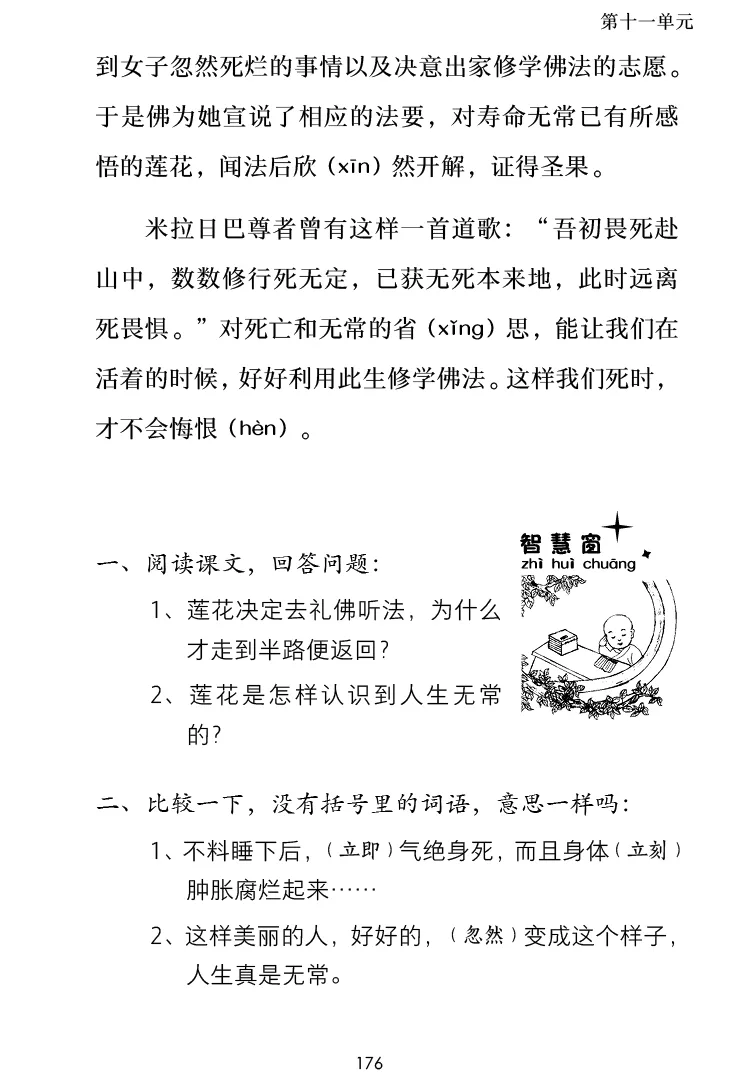 第十一单元
到女子忽然死烂的事情以及决意出家修学佛法的志愿。
于是佛为她宣说了相应的法要，对寿命无常已有所感
悟的莲花，闻法后欣（xīn）然开解，证得圣果。
米拉日巴尊者曾有这样一首道歌：“吾初畏死赴
山中，数数修行死无定，已获无死本来地，此时远离
死畏惧。”对死亡和无常的省（xǐng）思，能让我们在
活着的时候，好好利用此生修学佛法。这样我们死时，
才不会悔恨（hèn）。
智慧窗
zhì huì chuāng
一、阅读课文，回答问题：
1、莲花决定去礼佛听法，为什么
才走到半路便返回？
2、莲花是怎样认识到人生无常
的？
二、比较一下，没有括号里的词语，意思一样吗：
1、不料睡下后，（立即）气绝身死，而且身体（立刻）
肿胀腐烂起来……
2、这样美丽的人，好好的，（忽然）变成这个样子，
人生真是无常。
176